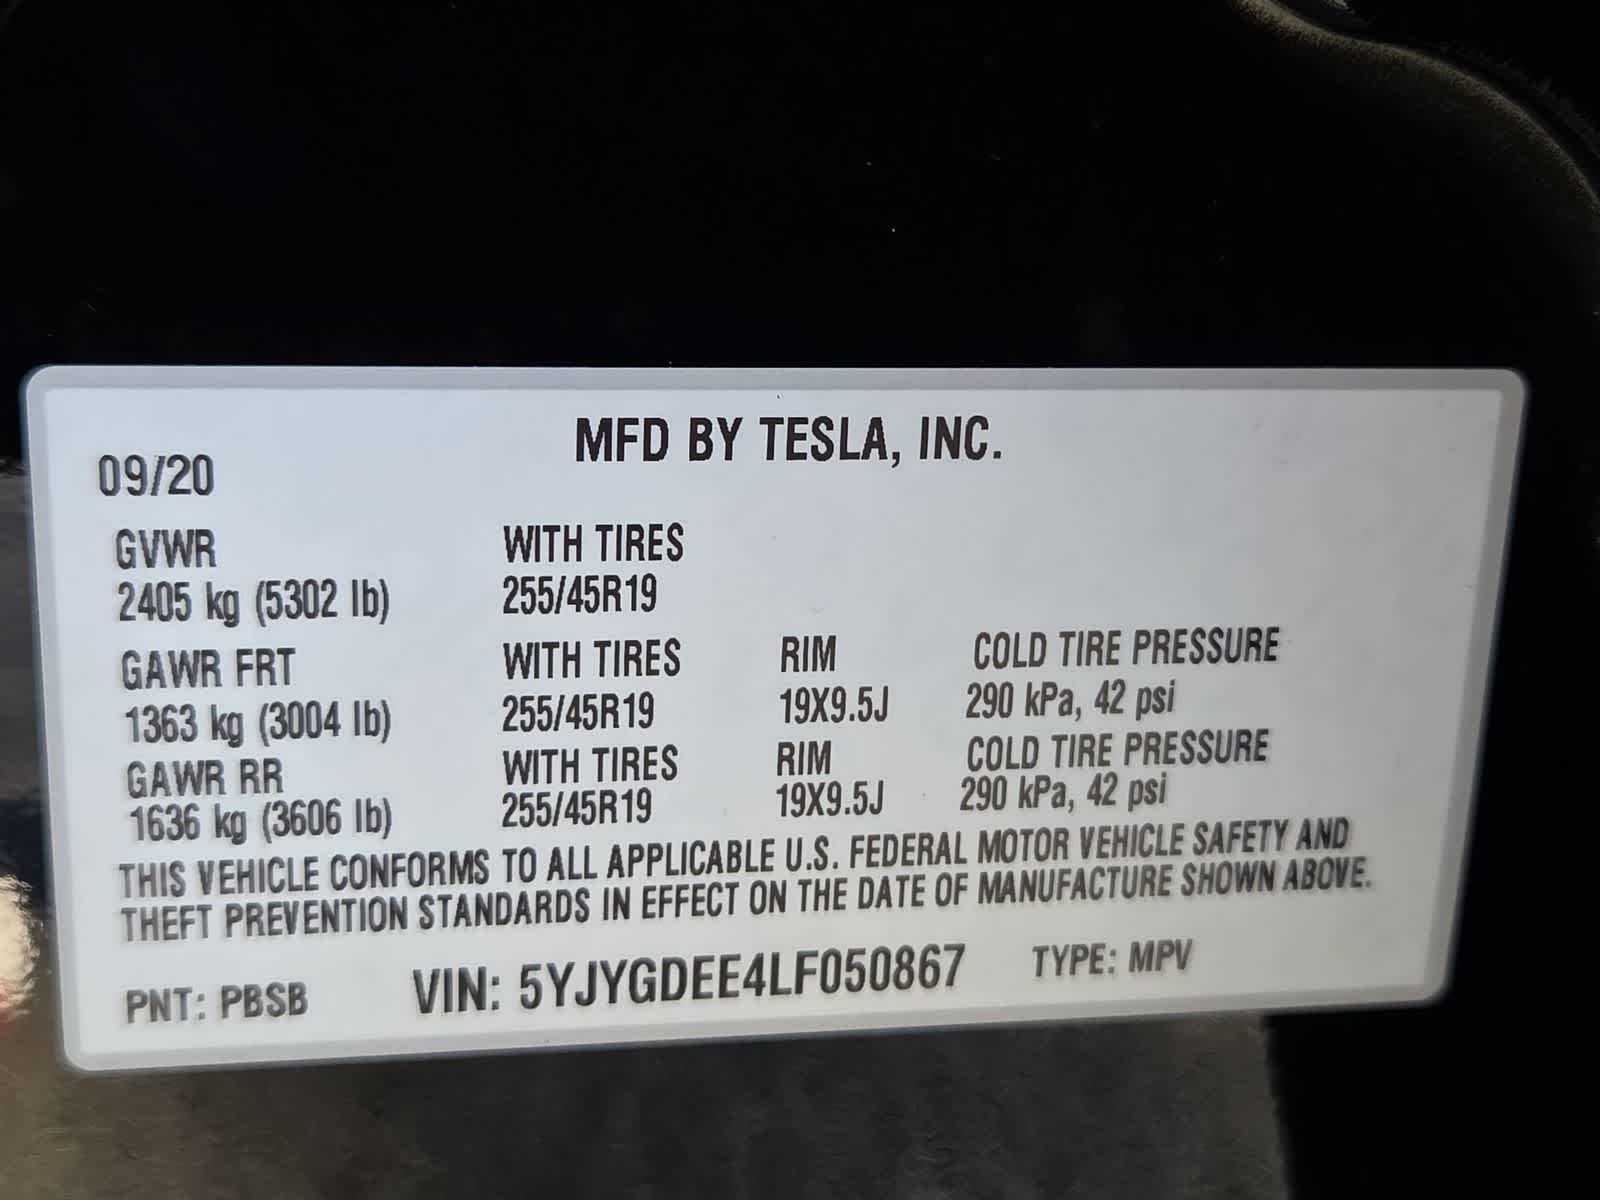 MFD BY TESLA, INC.
09/20
GVWR WITH TIRES
2405 kg (5302 lb) 255/45R19
GAWR FRT WITH TIRES RIM COLD TIRE PRESSURE
1363 kg (3004 lb) 255/45R19 19X9.5J 290 kPa, 42 psi
GAWR RR WITH TIRES RIM COLD TIRE PRESSURE
1636 kg (3606 lb) 255/45R19 19X9.5J 290 kPa, 42 psi
THIS VEHICLE CONFORMS TO ALL APPLICABLE U.S. FEDERAL MOTOR VEHICLE SAFETY AND
THEFT PREVENTION STANDARDS IN EFFECT ON THE DATE OF MANUFACTURE SHOWN ABOVE.
PNT: PBSB VIN: 5YJYGDEE4LF050867 TYPE: MPV